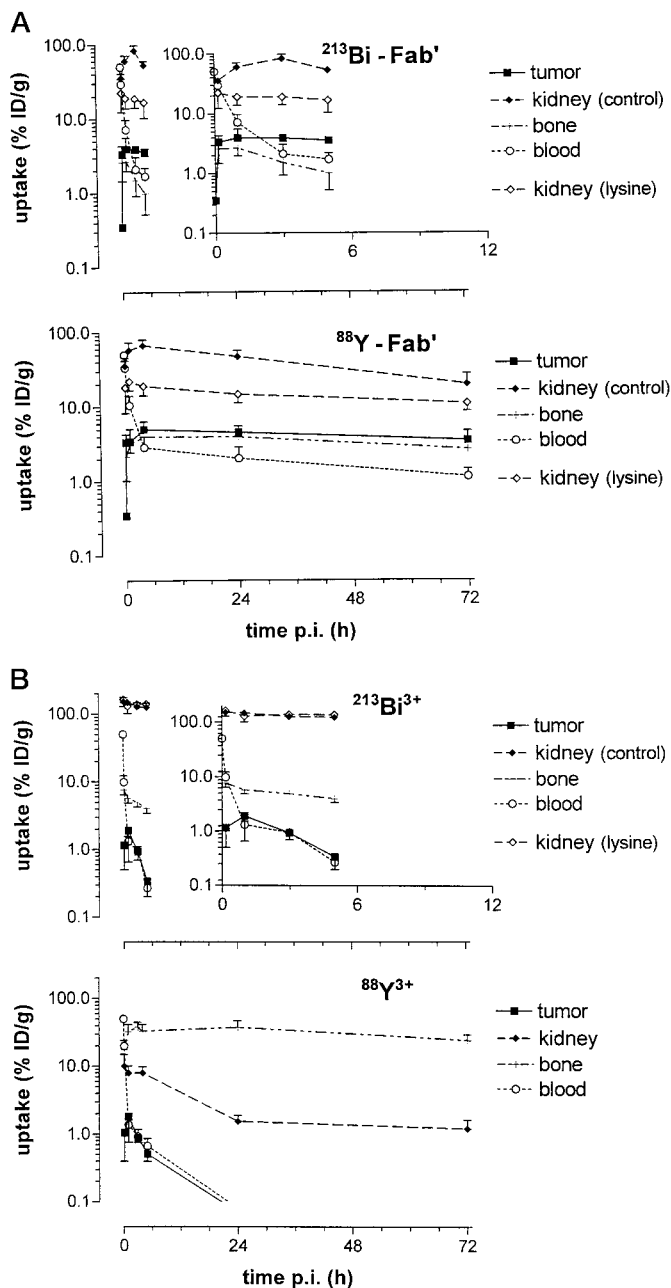 A
213Bi - Fab'
uptake (% ID/g)
100.0
10.0
1.0
0.1
100.0
10.0
1.0
0.1
0
6
12
tumor
kidney (control)
bone
blood
kidney (lysine)
88Y - Fab'
uptake (% ID/g)
100.0
10.0
1.0
0.1
tumor
kidney (control)
bone
blood
kidney (lysine)
0
24
48
72
time p.i. (h)
B
213Bi3+
uptake (% ID/g)
100.0
10.0
1.0
0.1
100.0
10.0
1.0
0.1
0
6
12
tumor
kidney (control)
bone
blood
kidney (lysine)
88Y3+
uptake (% ID/g)
100.0
10.0
1.0
0.1
tumor
kidney
bone
blood
0
24
48
72
time p.i. (h)